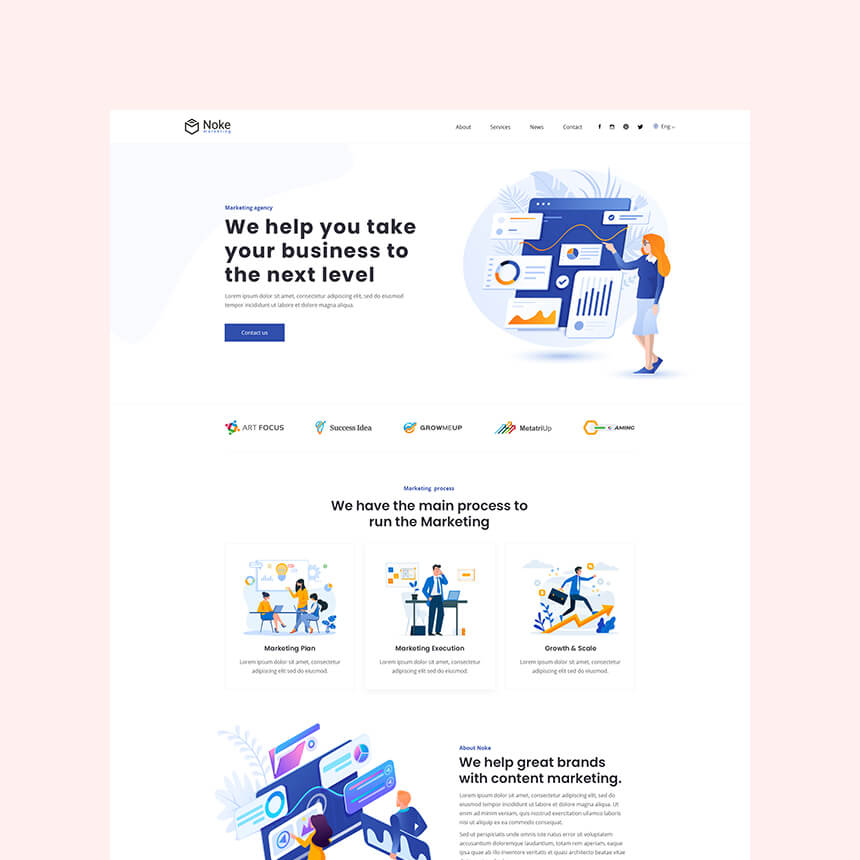 Noke
marketing
About Services News Contact Eng
Marketing agency
We help you take
your business to
the next level
Lorem ipsum dolor sit amet, consectetur adipiscing elit, sed do eiusmod
tempor incididunt ut labore et dolore magna aliqua.
Contact us
ART FOCUS Success Idea GROWMEUP MetatriUp AMING
Marketing process
We have the main process to
run the Marketing
Marketing Plan
Lorem ipsum dolor sit amet, consectetur
adipiscing elit, sed do eiusmod.
Marketing Execution
Lorem ipsum dolor sit amet, consectetur
adipiscing elit, sed do eiusmod.
Growth & Scale
Lorem ipsum dolor sit amet, consectetur
adipiscing elit, sed do eiusmod.
About Noke
We help great brands
with content marketing.
Lorem ipsum dolor sit amet, consectetur adipiscing elit, sed
do eiusmod tempor incididunt ut labore et dolore magna
aliqua. Ut enim ad minim veniam, quis nostrud
exercitation ullamco laboris
nisi ut aliquip ex ea commodo consequat.
Sed ut perspiciatis unde omnis iste natus error sit voluptatem
accusantium doloremque laudantium, totam rem aperiam, eaque
ipsa quae ab illo inventore veritatis et quasi architecto beatae vitae